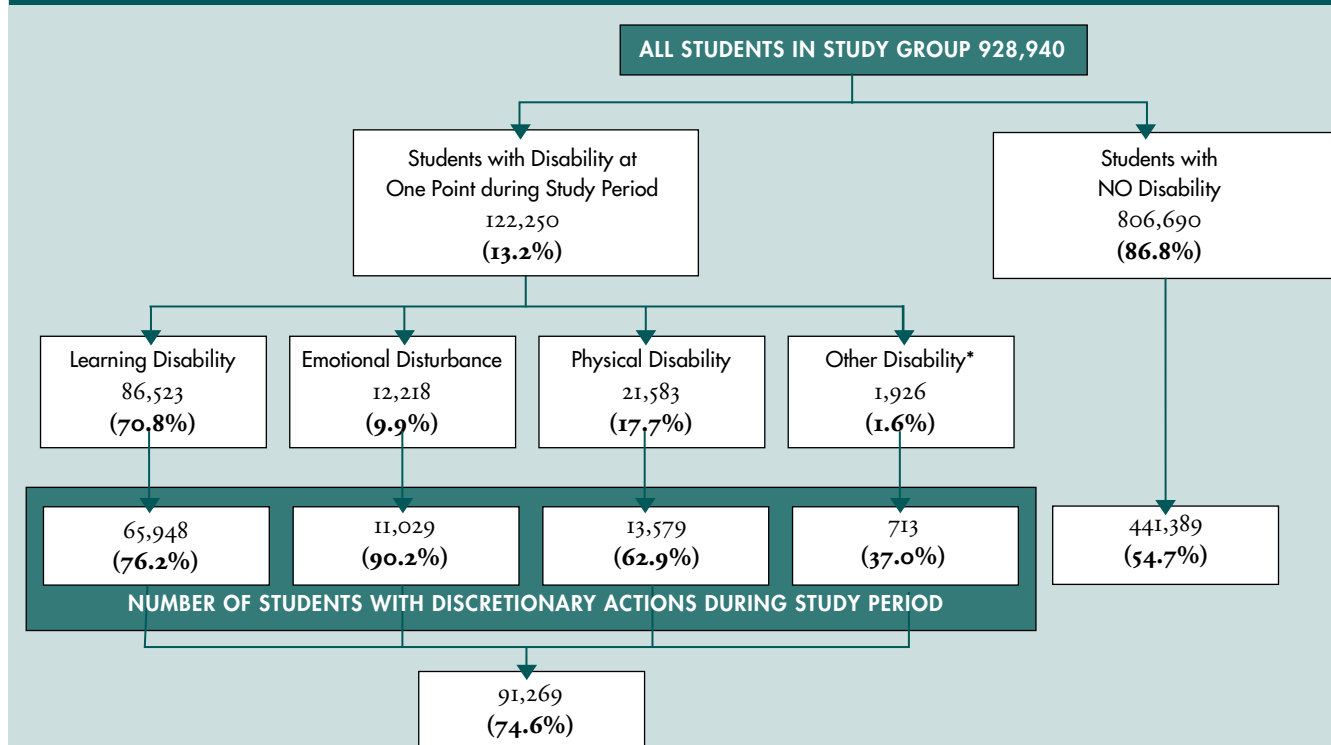 ALL STUDENTS IN STUDY GROUP 928,940
Students with Disability at
One Point during Study Period
122,250
(13.2%)
Students with
NO Disability
806,690
(86.8%)
Learning Disability
86,523
(70.8%)
Emotional Disturbance
12,218
(9.9%)
Physical Disability
21,583
(17.7%)
Other Disability*
1,926
(1.6%)
65,948
(76.2%)
11,029
(90.2%)
13,579
(62.9%)
713
(37.0%)
441,389
(54.7%)
NUMBER OF STUDENTS WITH DISCRETIONARY ACTIONS DURING STUDY PERIOD
91,269
(74.6%)